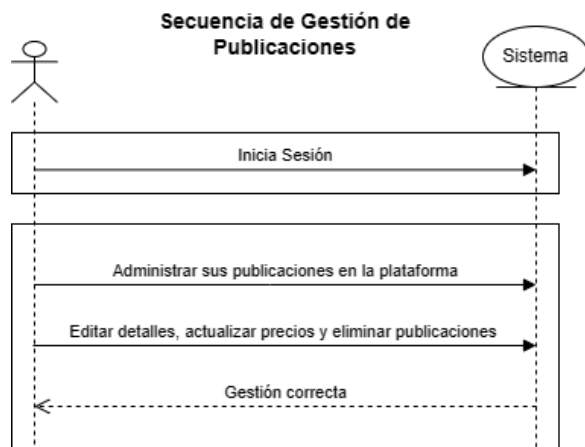 Secuencia de Gestión de
Publicaciones
Sistema
Inicia Sesión
Administrar sus publicaciones en la plataforma
Editar detalles, actualizar precios y eliminar publicaciones
Gestión correcta